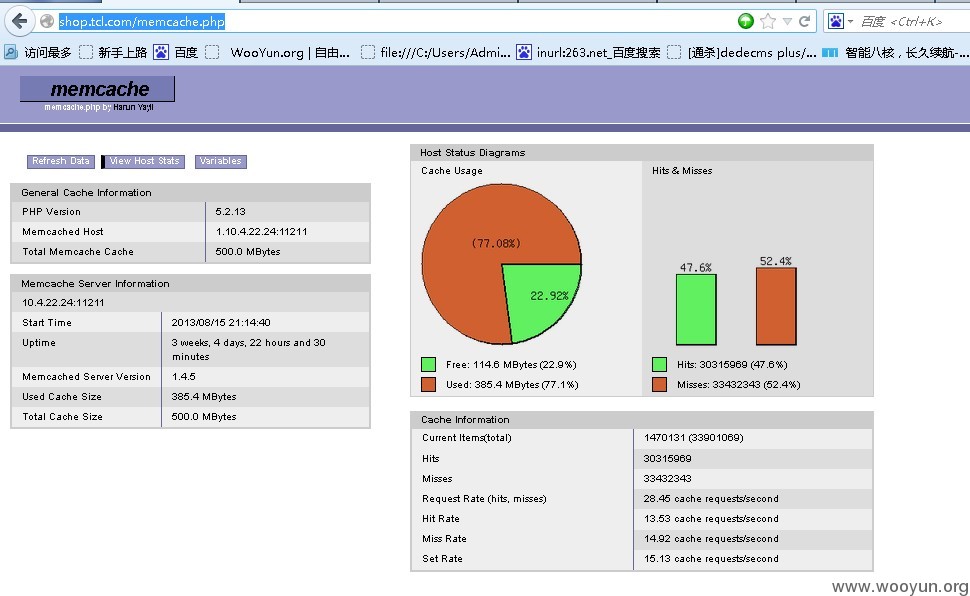 shop.tcl.com/memcache.php
百度 <Ctrl+K>
访问最多 新手上路 百度 WooYun.org | 自由... file:///C:/Users/Admi... inurl:263.net_百度搜索 [通杀]dedecms plus/... 智能八核，长久续航-...
memcache
memcache.php by Harun Yayli
Refresh Data View Host Stats Variables
General Cache Information
PHP Version 5.2.13
Memcached Host 1.10.4.22.24:11211
Total Memcache Cache 500.0 MBytes
Memcache Server Information
10.4.22.24:11211
Start Time 2013/08/15 21:14:40
Uptime 3 weeks, 4 days, 22 hours and 30
minutes
Memcached Server Version 1.4.5
Used Cache Size 385.4 MBytes
Total Cache Size 500.0 MBytes
Host Status Diagrams
Cache Usage
(77.08%)
22.92%
Free: 114.6 MBytes (22.9%)
Used: 385.4 MBytes (77.1%)
Hits & Misses
47.6%
52.4%
Hits: 30315969 (47.6%)
Misses: 33432343 (52.4%)
Cache Information
Current Items(total) 1470131 (33901069)
Hits 30315969
Misses 33432343
Request Rate (hits, misses) 28.45 cache requests/second
Hit Rate 13.53 cache requests/second
Miss Rate 14.92 cache requests/second
Set Rate 15.13 cache requests/second
www.wooyun.org